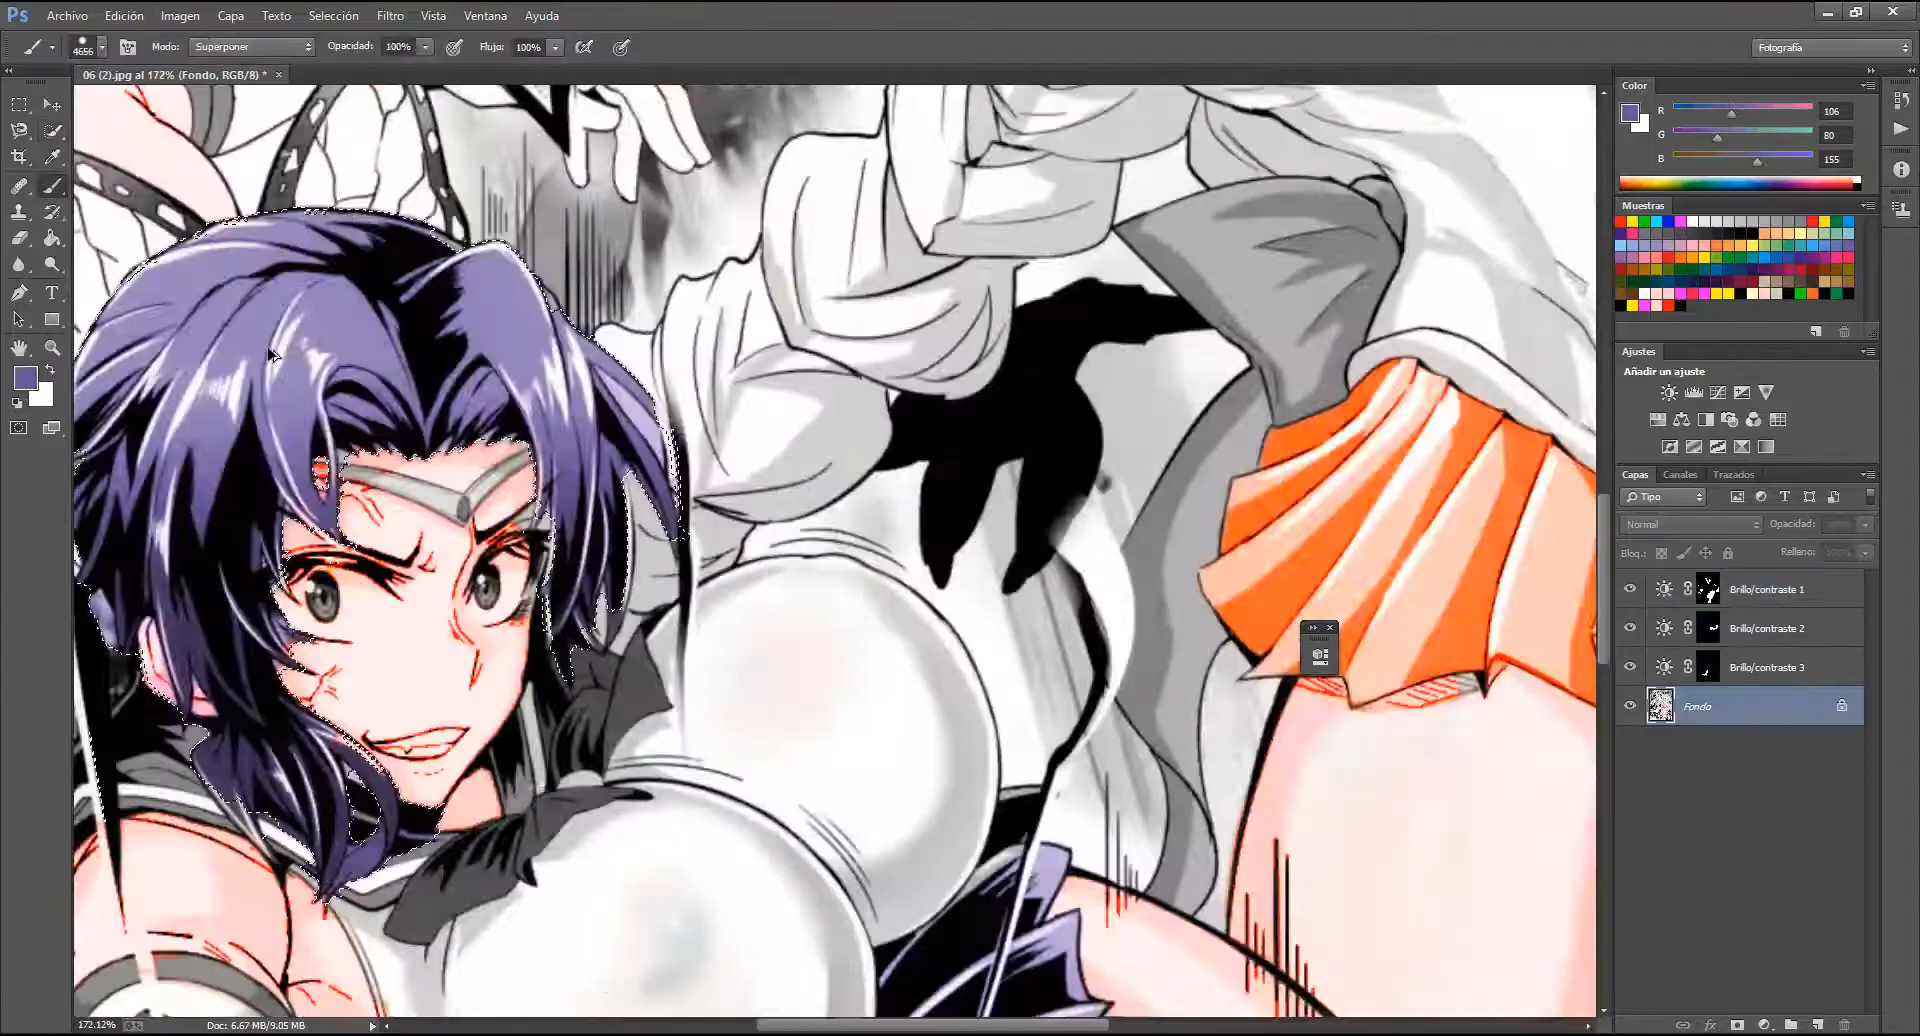 Ps Archivo Edición Imagen Capa Texto Selección Filtro Vista Ventana Ayuda
4656 Modo: Superponer Opacidad: 100% Flujo: 100% Fotografía
06 (2).jpg al 172% (Fondo, RGB/8) * ×
Color
R 106
G 80
B 155
Muestras
Ajustes
Añadir un ajuste
Capas Canales Trazados
Tipo
Normal Opacidad:
Bloq.: Relleno: 100%
Brillo/contraste 1
Brillo/contraste 2
Brillo/contraste 3
Fondo
172.12% Doc: 6.67 MB/9.05 MB